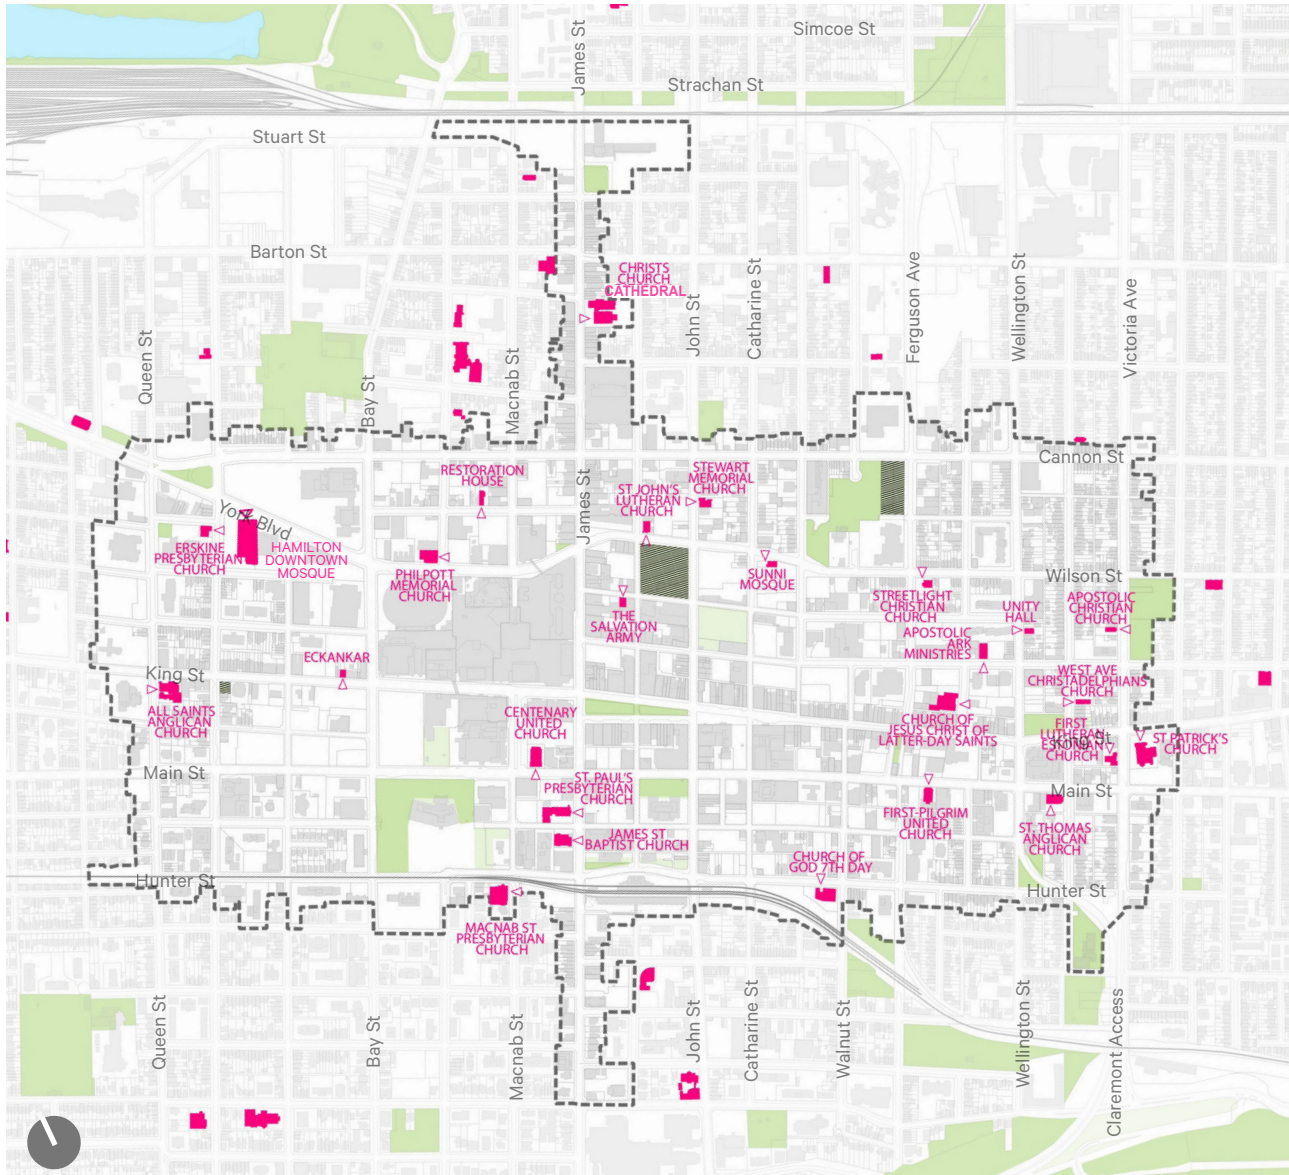 Simcoe St
James St
Strachan St
Stuart St
Barton St
CHRISTS
CHURCH
CATHEDRAL
John St
Catharine St
Ferguson Ave
Wellington St
Victoria Ave
Queen St
Bay St
Macnab St
Cannon St
RESTORATION
HOUSE
STEWART
MEMORIAL
CHURCH
ST JOHN'S
LUTHERAN
CHURCH
James St
York Blvd
ERSKINE
PRESBYTERIAN
CHURCH
HAMILTON
DOWNTOWN
MOSQUE
PHILPOTT
MEMORIAL
CHURCH
SUNNI
MOSQUE
Wilson St
STREETLIGHT
CHRISTIAN
CHURCH
UNITY
HALL
APOSTOLIC
CHRISTIAN
CHURCH
THE
SALVATION
ARMY
APOSTOLIC
ARK
MINISTRIES
ECKANKAR
King St
WEST AVE
CHRISTADELPHIANS
CHURCH
ALL SAINTS
ANGLICAN
CHURCH
CENTENARY
UNITED
CHURCH
CHURCH OF
JESUS CHRIST OF
LATTER-DAY SAINTS
FIRST
LUTHERAN
ESTONIAN
CHURCH
King St
ST PATRICK'S
CHURCH
Main St
ST. PAUL'S
PRESBYTERIAN
CHURCH
Main St
FIRST-PILGRIM
UNITED
CHURCH
ST. THOMAS
ANGLICAN
CHURCH
JAMES ST
BAPTIST CHURCH
CHURCH OF
GOD 7TH DAY
Hunter St
Hunter St
MACNAB ST
PRESBYTERIAN
CHURCH
Queen St
Bay St
Macnab St
John St
Catharine St
Walnut St
Wellington St
Claremont Access